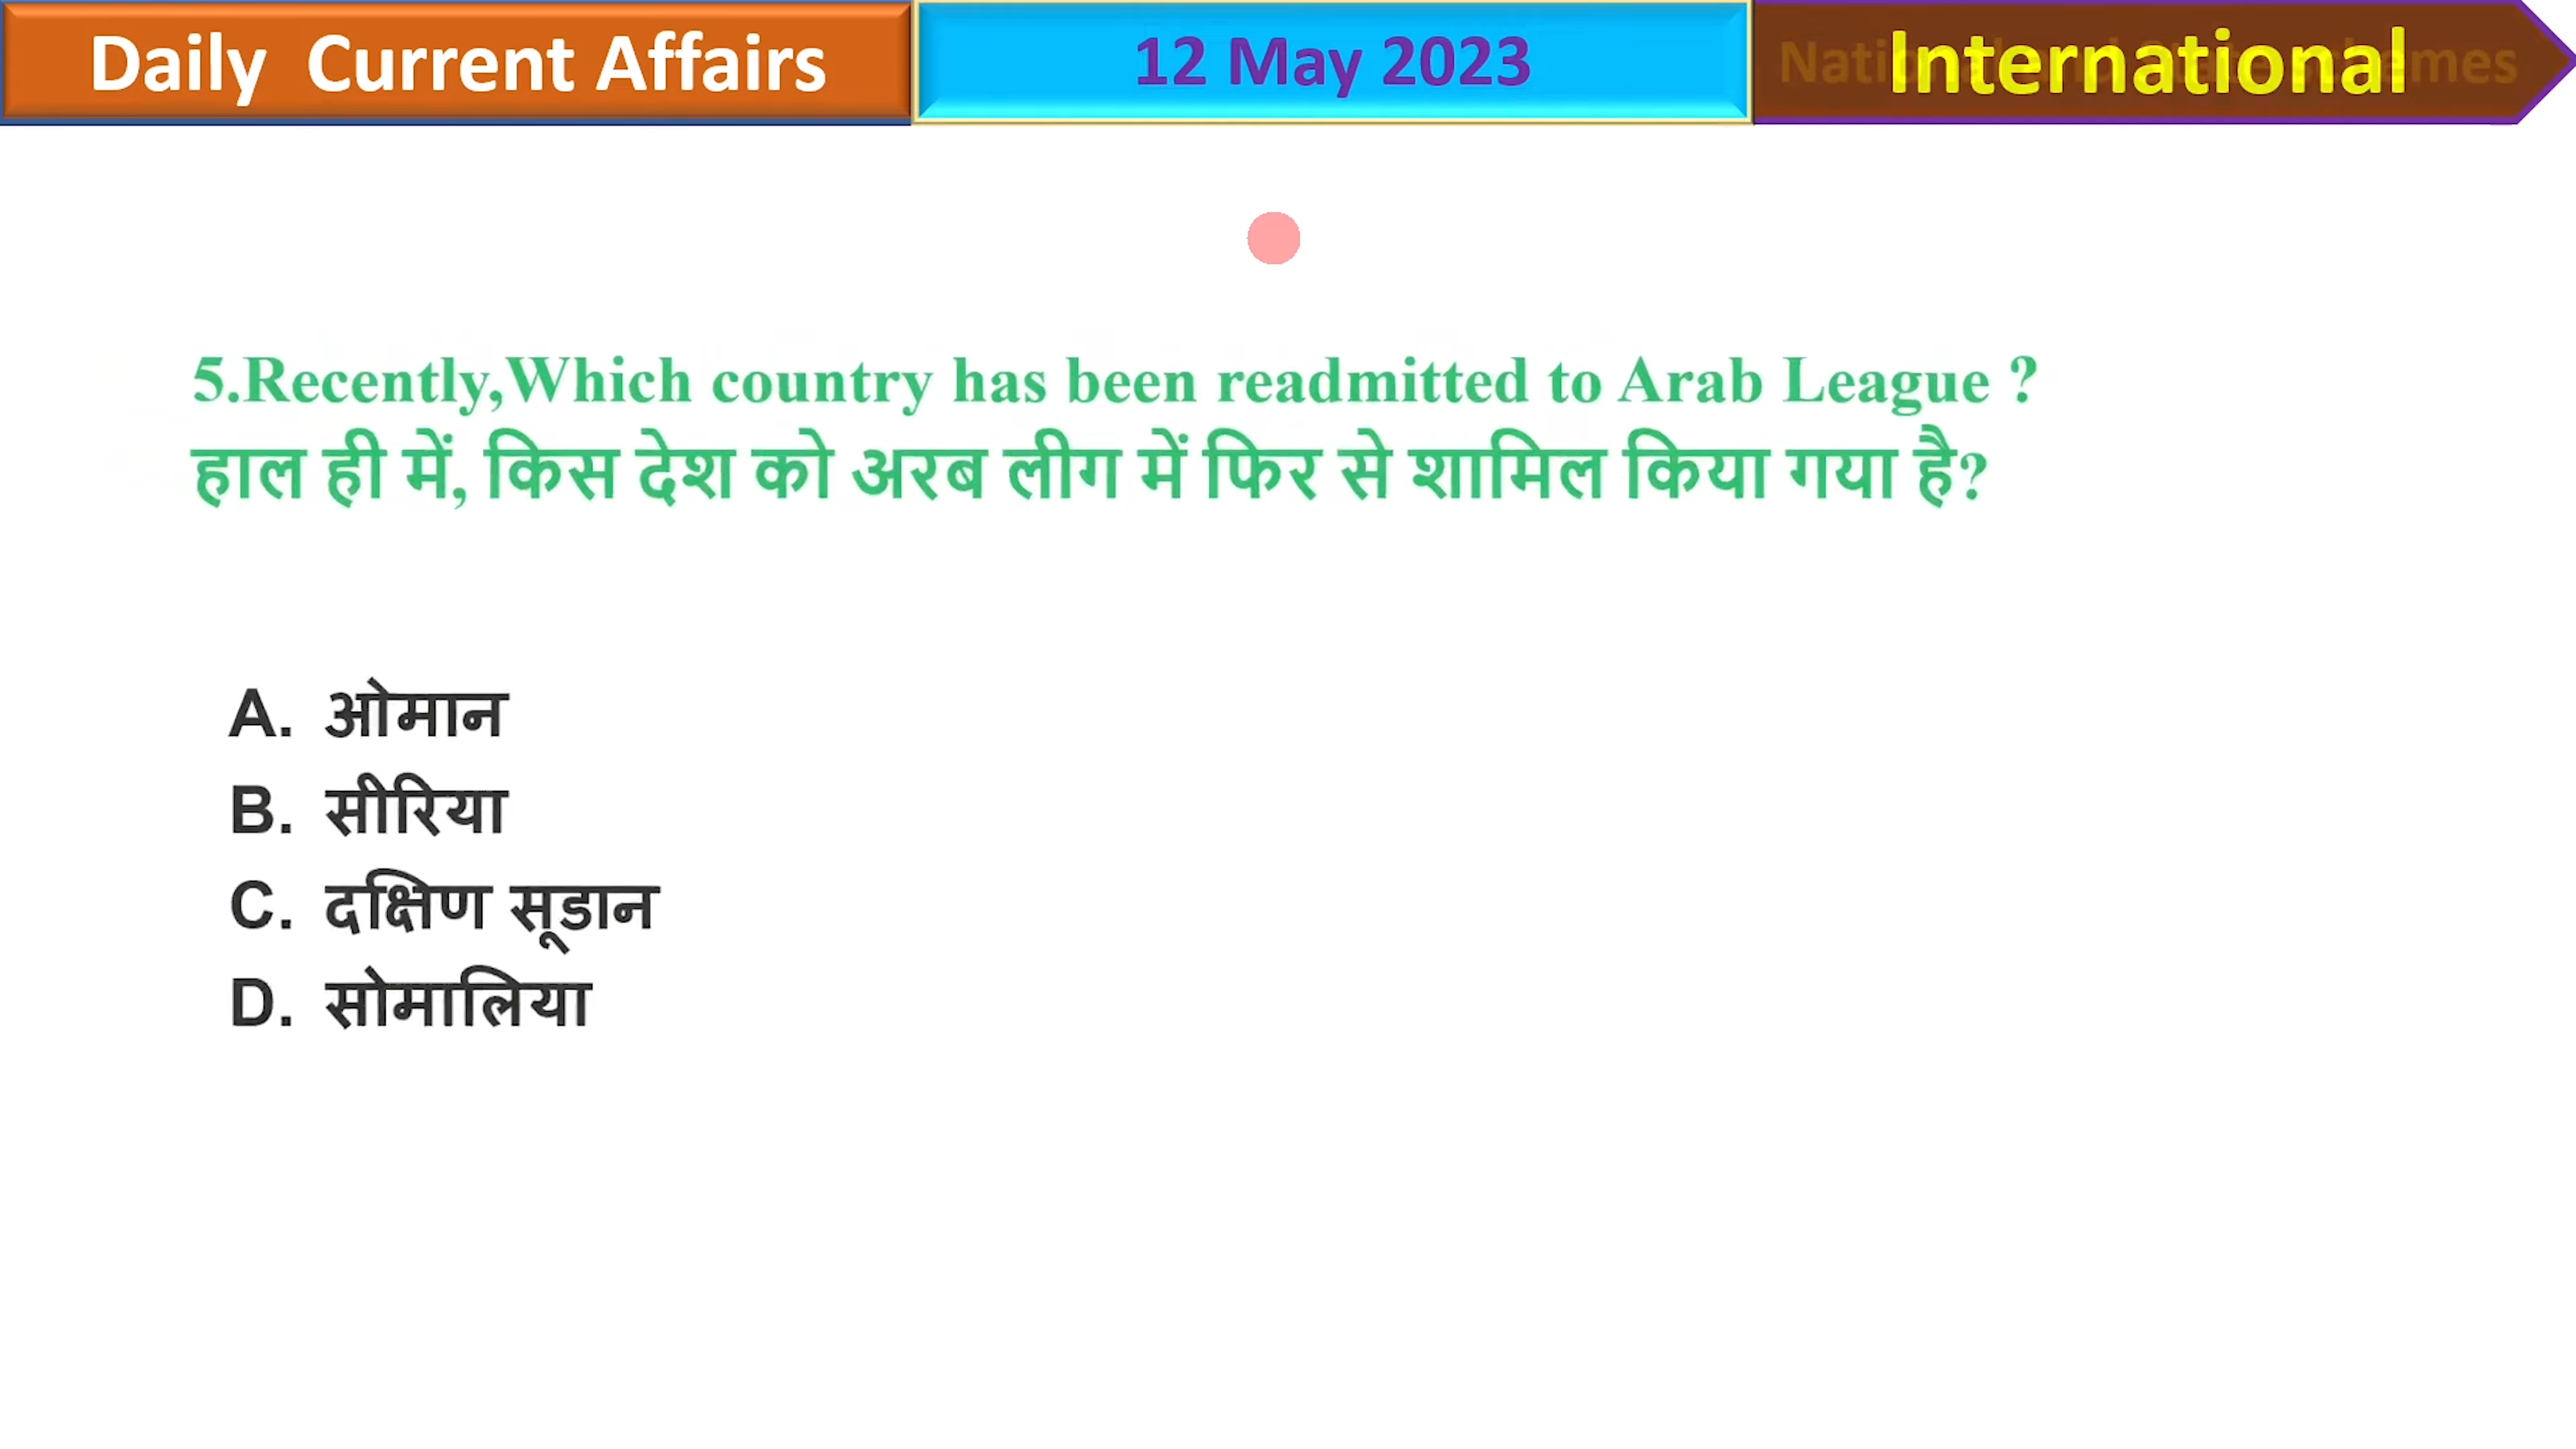 Daily Current Affairs
12 May 2023
International
5.Recently,Which country has been readmitted to Arab League ?
हाल ही में, किस देश को अरब लीग में फिर से शामिल किया गया है?
A. ओमान
B. सीरिया
C. दक्षिण सूडान
D. सोमालिया